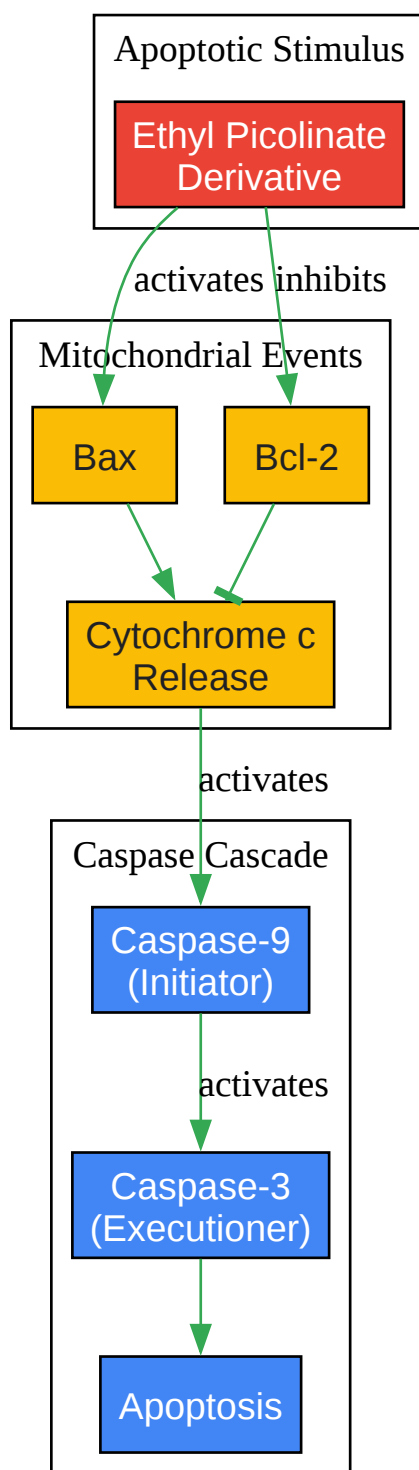 Apoptotic Stimulus
Ethyl Picolinate
Derivative
activates
inhibits
Mitochondrial Events
Bax
Bcl-2
Cytochrome c
Release
activates
Caspase Cascade
Caspase-9
(Initiator)
activates
Caspase-3
(Executioner)
Apoptosis